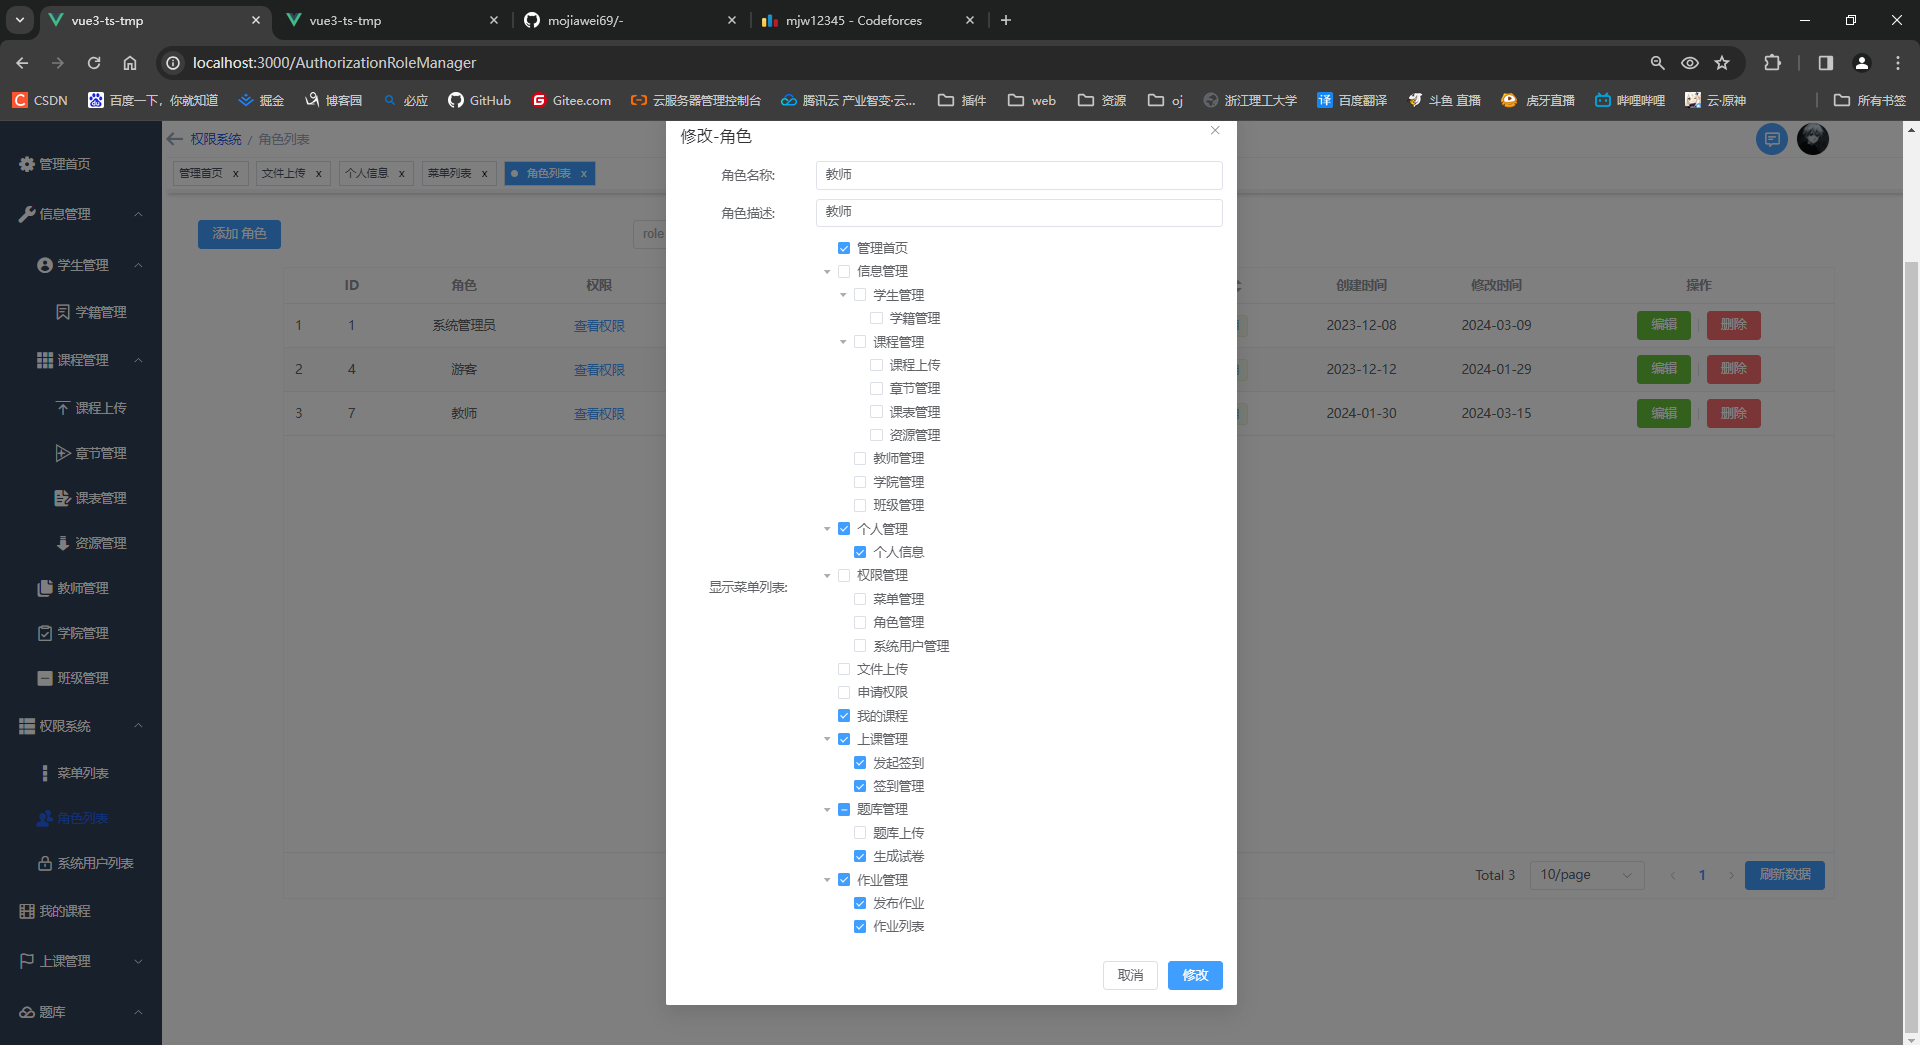 vue3-ts-tmp
vue3-ts-tmp
mojiawei69/-
mjw12345 - Codeforces
localhost:3000/AuthorizationRoleManager
CSDN
百度一下，你就知道
掘金
博客园
必应
GitHub
Gitee.com
云服务器管理控制台
腾讯云 产业智变·云...
插件
web
资源
oj
浙江理工大学
百度翻译
斗鱼 直播
虎牙直播
哔哩哔哩
云·原神
所有书签
管理首页
信息管理
学生管理
学籍管理
课程管理
课程上传
章节管理
课表管理
资源管理
教师管理
学院管理
班级管理
权限系统
菜单列表
角色列表
系统用户列表
我的课程
上课管理
题库
权限系统 / 角色列表
管理首页 x
文件上传 x
个人信息 x
菜单列表 x
角色列表 x
添加 角色
role
ID 角色 权限 创建时间 修改时间 操作
1 1 系统管理员 查看权限 2023-12-08 2024-03-09 编辑 删除
2 4 游客 查看权限 2023-12-12 2024-01-29 编辑 删除
3 7 教师 查看权限 2024-01-30 2024-03-15 编辑 删除
Total 3 10/page 1 刷新数据
修改-角色
角色名称: 教师
角色描述: 教师
显示菜单列表:
管理首页
信息管理
学生管理
学籍管理
课程管理
课程上传
章节管理
课表管理
资源管理
教师管理
学院管理
班级管理
个人管理
个人信息
权限管理
菜单管理
角色管理
系统用户管理
文件上传
申请权限
我的课程
上课管理
发起签到
签到管理
题库管理
题库上传
生成试卷
作业管理
发布作业
作业列表
取消
修改